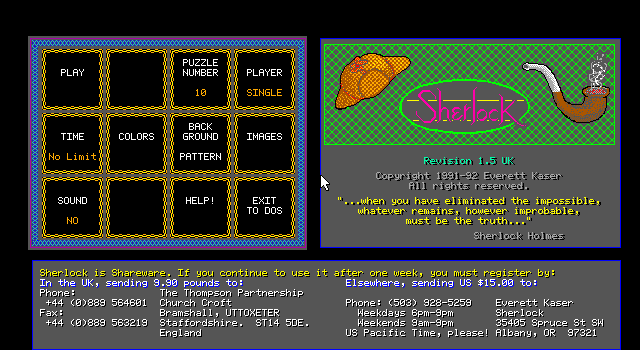 PLAY
PUZZLE
NUMBER
10
PLAYER
SINGLE
TIME
No Limit
COLORS
BACK
GROUND
PATTERN
IMAGES
SOUND
NO
HELP!
EXIT
TO DOS
Sherlock
Revision 1.5 UK
Copyright 1991-92 Everett Kaser
All rights reserved.
"...when you have eliminated the impossible,
whatever remains, however improbable,
must be the truth..."
Sherlock Holmes
Sherlock is Shareware. If you continue to use it after one week, you must register by:
In the UK, sending 9.90 pounds to:
Phone: The Thompson Partnership
+44 (0)889 564601 Church Croft
Fax: Bramshall, UTTOXETER
+44 (0)889 563219 Staffordshire. ST14 5DE.
England
Elsewhere, sending US $15.00 to:
Phone: (503) 928-5259 Everett Kaser
Weekdays 6pm-9pm Sherlock
Weekends 9am-9pm 35405 Spruce St SW
US Pacific Time, please! Albany, OR 97321